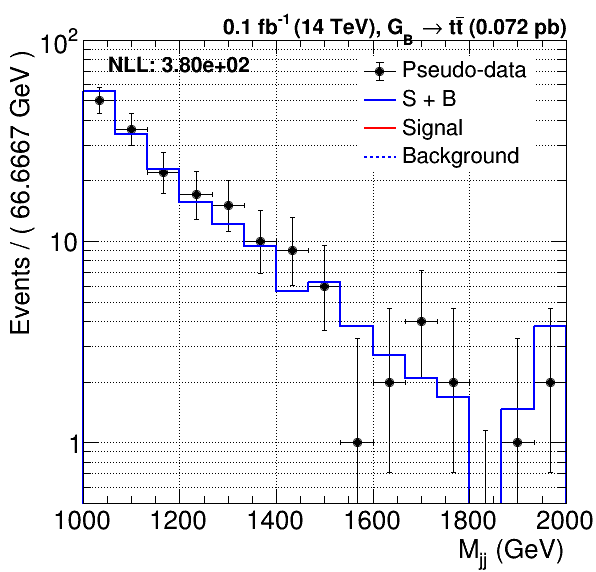 0.1 fb⁻¹ (14 TeV), G_B → tt̄ (0.072 pb)
NLL: 3.80e+02
Pseudo-data
S + B
Signal
Background
Events / ( 66.6667 GeV )
10²
10
1
1000 1200 1400 1600 1800 2000
M_jj (GeV)